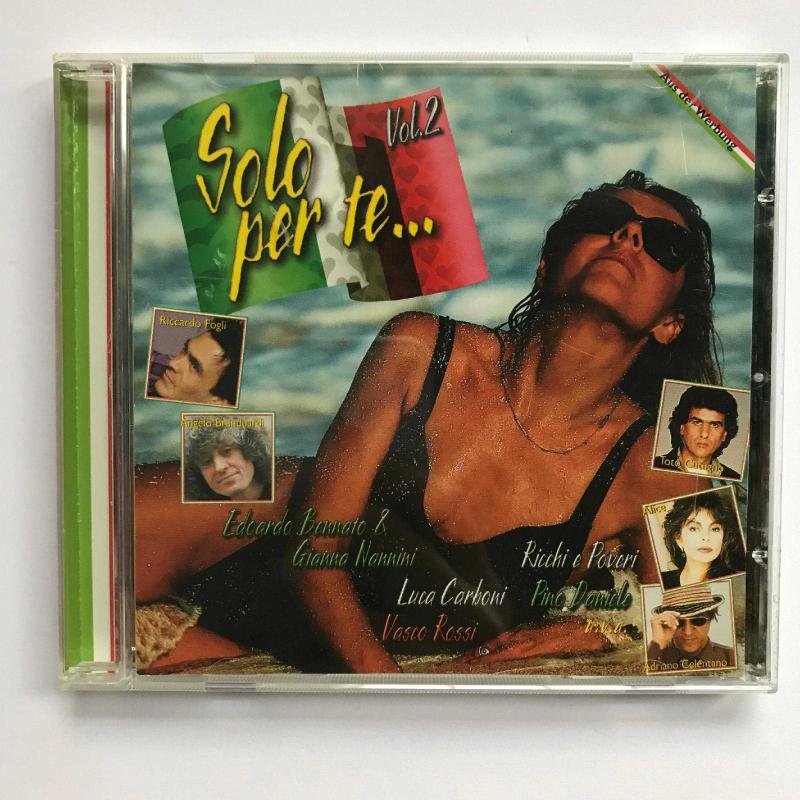 Solo
per te...
Vol.2
Aus der Werbung
Riccardo Fogli
Angelo Branduardi
Toto Cutugno
Alice
Adriano Celentano
Edoardo Bennato &
Gianna Nannini
Ricchi e Poveri
Luca Carboni
Pino Daniele
Vasco Rossi